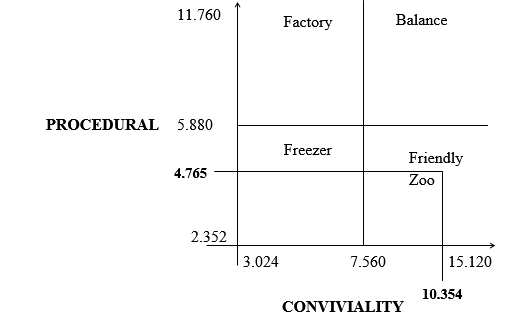 11.760
Factory
Balance
PROCEDURAL 5.880
Freezer
Friendly
Zoo
4.765
2.352
3.024
7.560
15.120
10.354
CONVIVIALITY